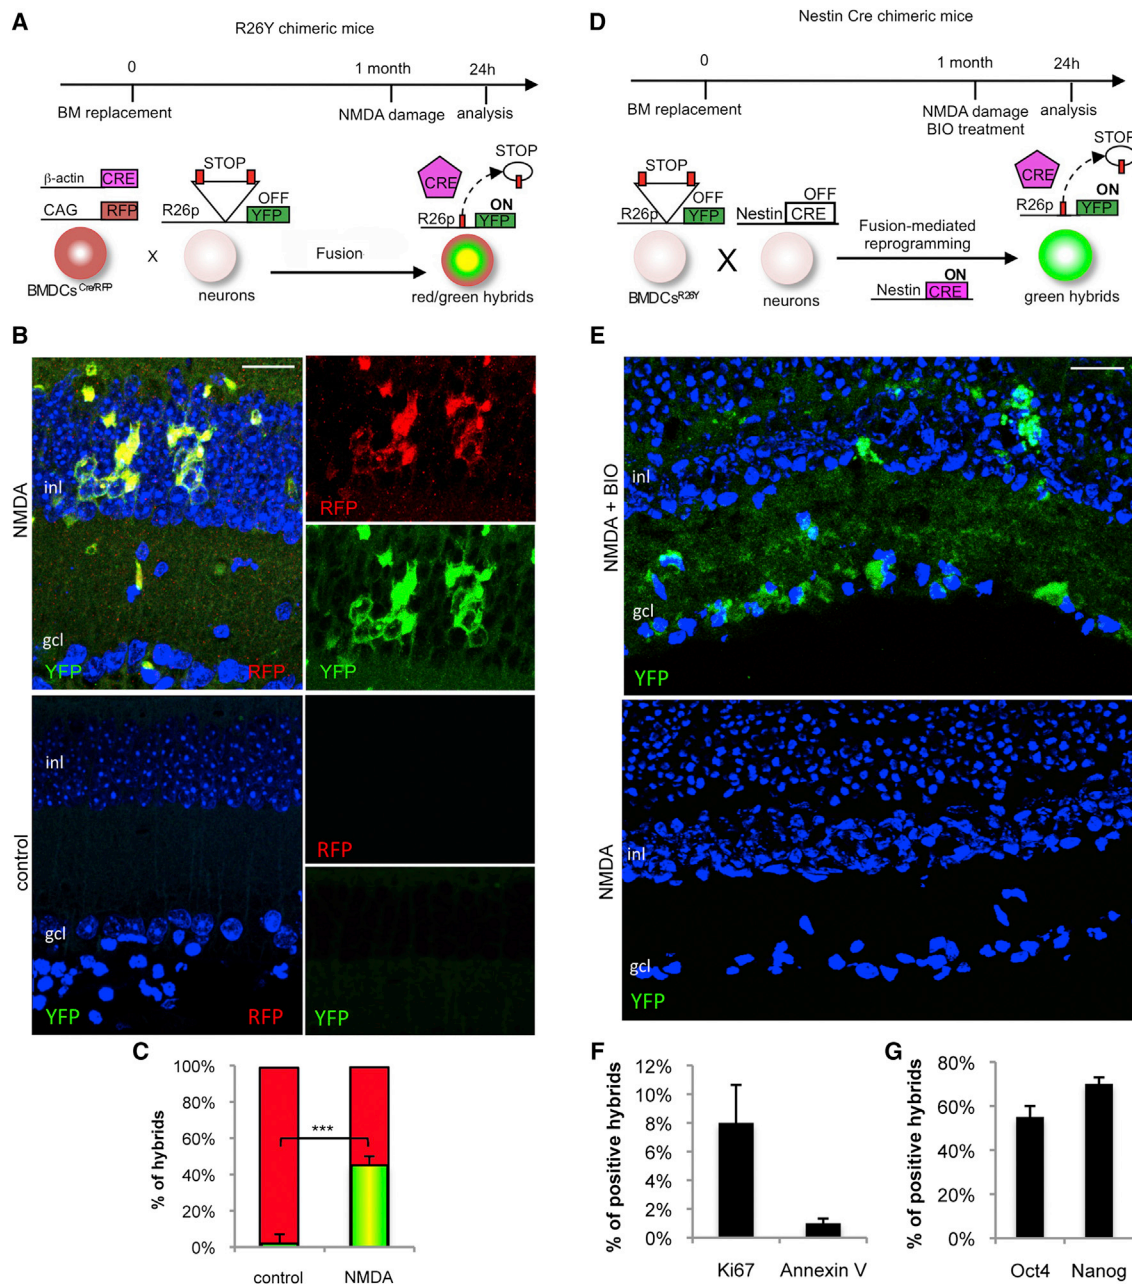 A
R26Y chimeric mice
0
1 month
24h
BM replacement
NMDA damage
analysis
β-actin
CRE
CAG
RFP
STOP
OFF
R26p
YFP
CRE
STOP
ON
R26p
YFP
X
Fusion
BMDCs Cre/RFP
neurons
red/green hybrids
B
NMDA
inl
gcl
YFP
RFP
RFP
YFP
control
inl
gcl
YFP
RFP
RFP
YFP
C
% of hybrids
100%
80%
60%
40%
20%
0%
***
control
NMDA
D
Nestin Cre chimeric mice
0
1 month
24h
BM replacement
NMDA damage
BIO treatment
analysis
STOP
OFF
R26p
YFP
OFF
Nestin
CRE
CRE
STOP
ON
R26p
YFP
X
Fusion-mediated
reprogramming
ON
Nestin
CRE
BMDCs R26Y
neurons
green hybrids
E
NMDA + BIO
inl
gcl
YFP
NMDA
inl
gcl
YFP
F
% of positive hybrids
12%
10%
8%
6%
4%
2%
0%
Ki67
Annexin V
G
% of positive hybrids
80%
60%
40%
20%
0%
Oct4
Nanog